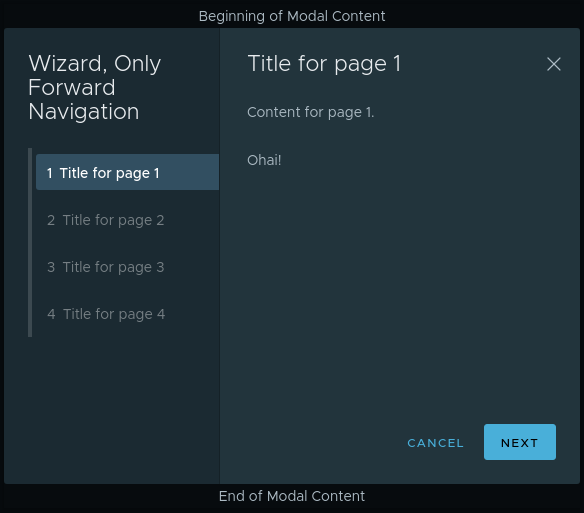 Beginning of Modal Content
Wizard, Only
Forward
Navigation
1 Title for page 1
2 Title for page 2
3 Title for page 3
4 Title for page 4
Title for page 1
Content for page 1.
Ohai!
CANCEL
NEXT
End of Modal Content